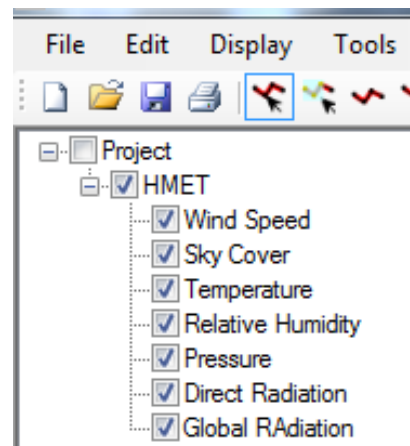 File Edit Display Tools
Project
HMET
Wind Speed
Sky Cover
Temperature
Relative Humidity
Pressure
Direct Radiation
Global RAdiation